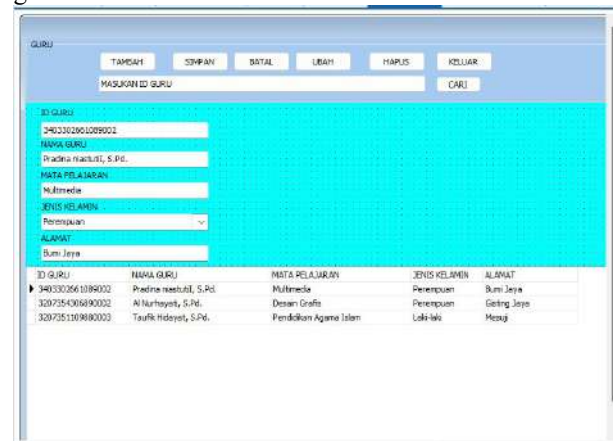 GURU
TAMBAH SIMPAN BATAL UBAH HAPUS KELUAR
MASUKAN ID GURU CARI
ID GURU
3403302661089002
NAMA GURU
Pradina niastutiI, S.Pd.
MATA PELAJARAN
Multimedia
JENIS KELAMIN
Perempuan
ALAMAT
Bumi Jaya
ID GURU NAMA GURU MATA PELAJARAN JENIS KELAMIN ALAMAT
3403302661089002 Pradina niastutiI, S.Pd. Multimedia Perempuan Bumi Jaya
3207354306890002 Al Nurhayati, S.Pd. Desain Grafis Perempuan Gisting Jaya
3207351109880003 Taufik Hidayat, S.Pd. Pendidikan Agama Islam Laki-laki Mesuji